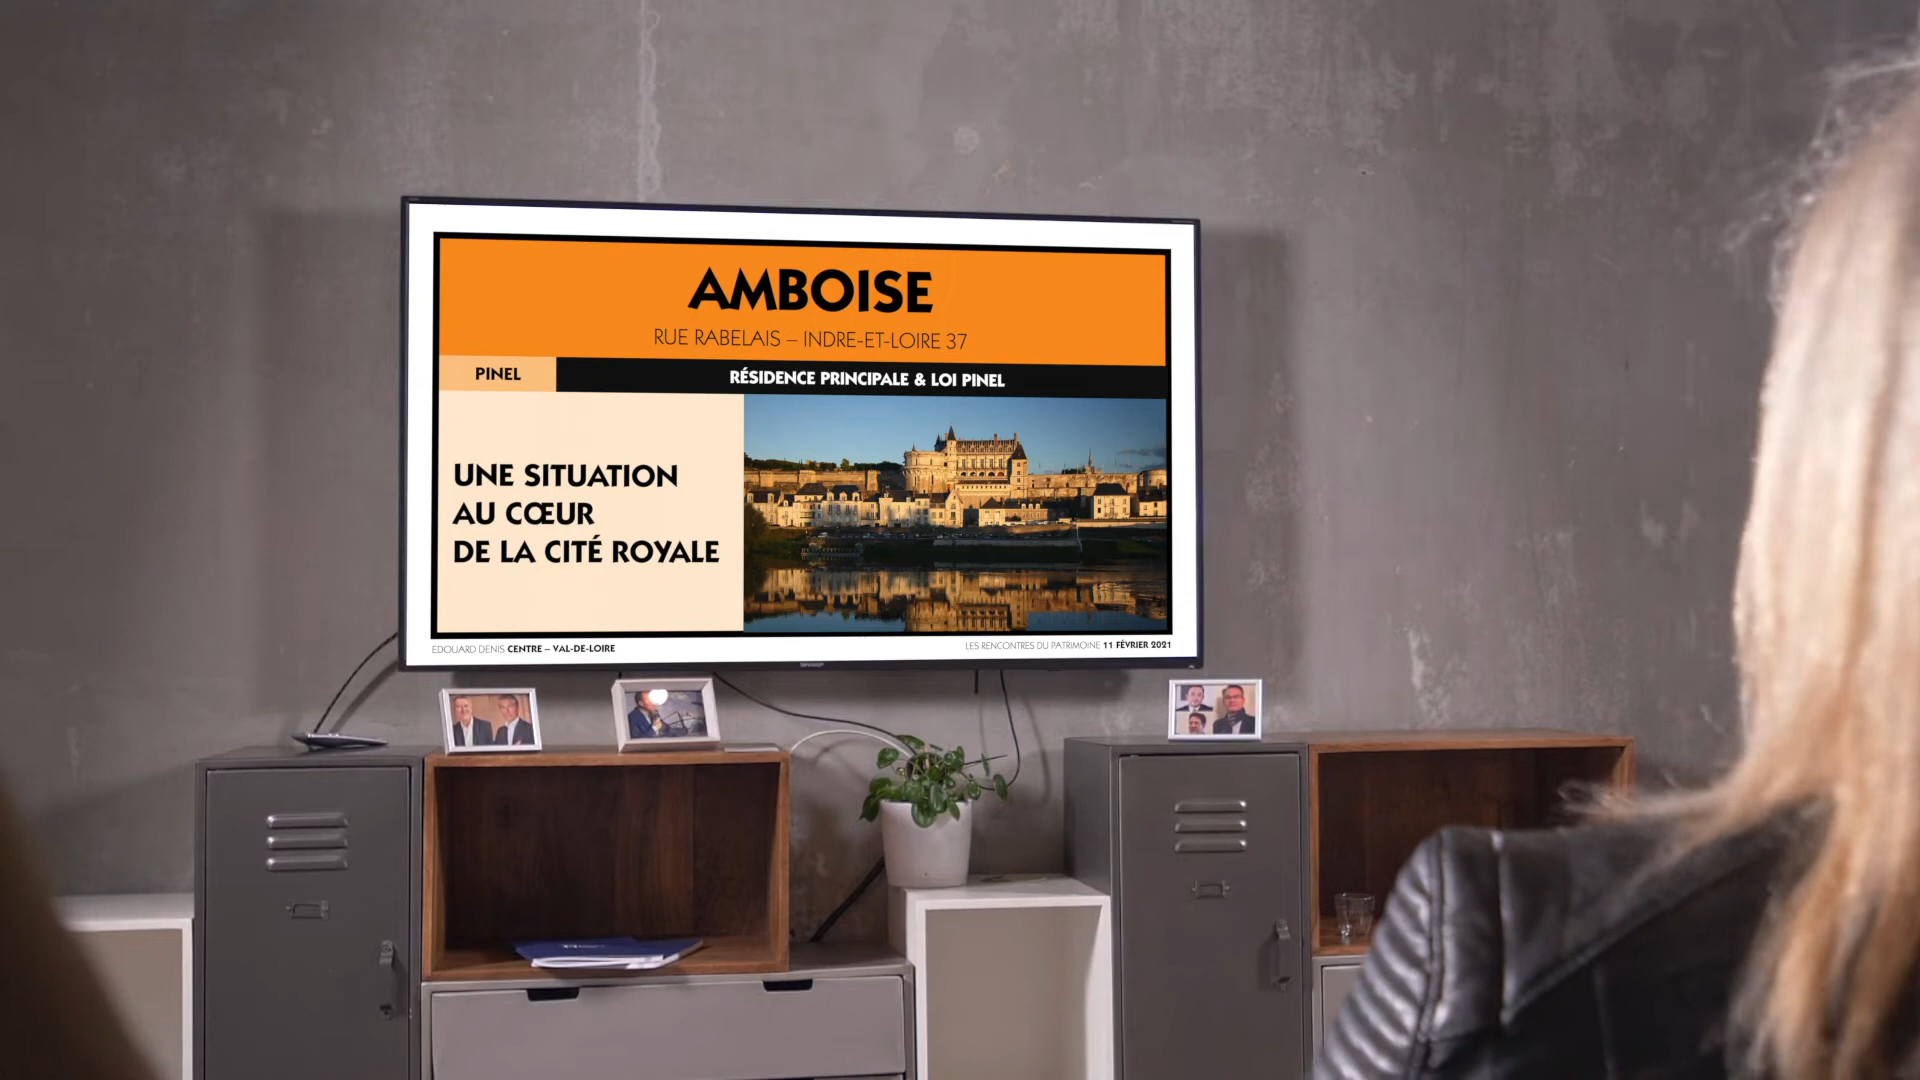 AMBOISE
RUE RABELAIS – INDRE-ET-LOIRE 37
PINEL
RÉSIDENCE PRINCIPALE & LOI PINEL
UNE SITUATION
AU CŒUR
DE LA CITÉ ROYALE
EDOUARD DENIS CENTRE – VAL-DE-LOIRE
LES RENCONTRES DU PATRIMOINE 11 FÉVRIER 2021
SHARP